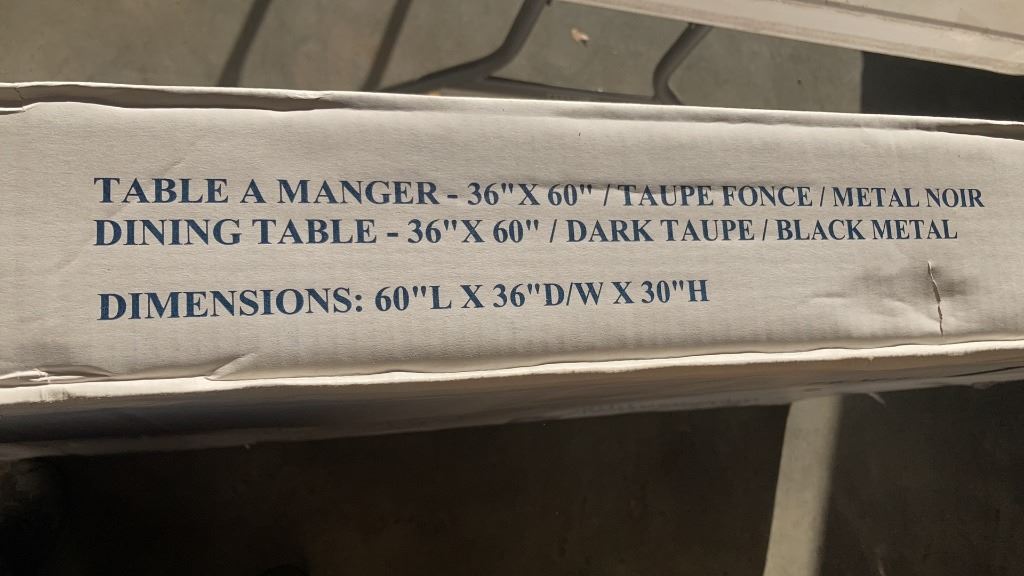 TABLE A MANGER - 36"X 60" / TAUPE FONCE / METAL NOIR
DINING TABLE - 36"X 60" / DARK TAUPE / BLACK METAL
DIMENSIONS: 60"L X 36"D/W X 30"H